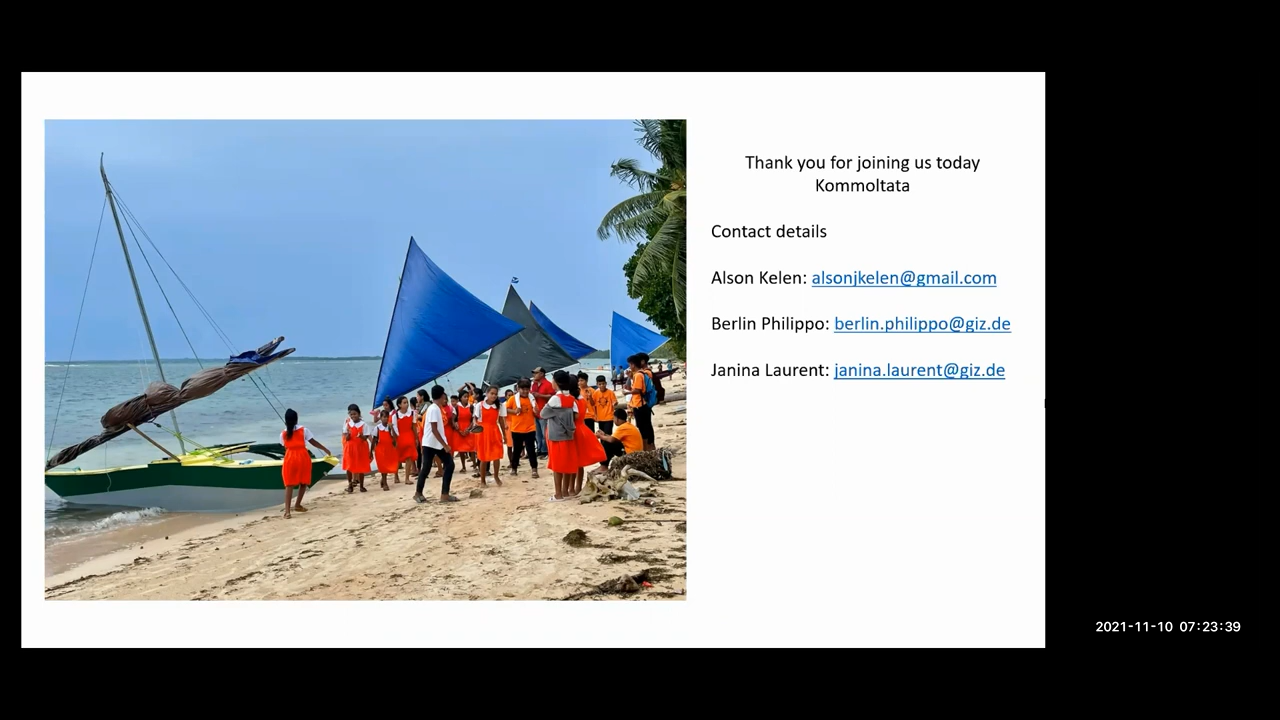 Thank you for joining us today
Kommoltata
Contact details
Alson Kelen: alsonjkelen@gmail.com
Berlin Philippo: berlin.philippo@giz.de
Janina Laurent: janina.laurent@giz.de
2021-11-10 07:23:39